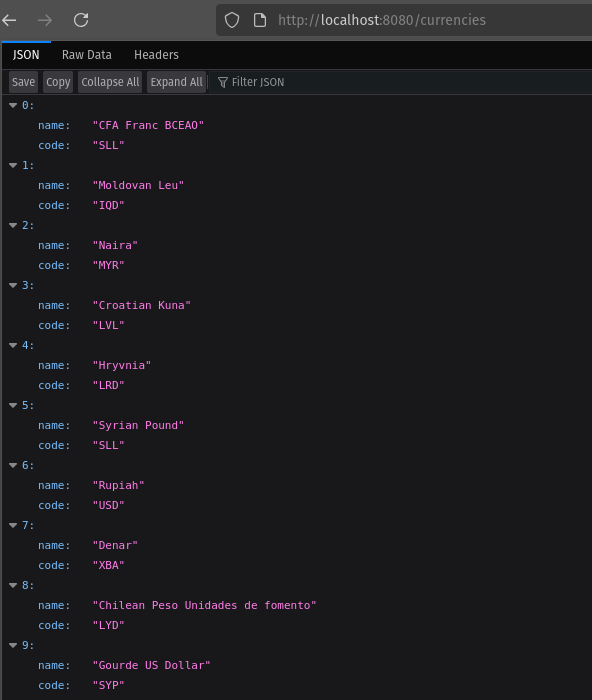 http://localhost:8080/currencies
JSON Raw Data Headers
Save Copy Collapse All Expand All Filter JSON
0:
name: "CFA Franc BCEAO"
code: "SLL"
1:
name: "Moldovan Leu"
code: "IQD"
2:
name: "Naira"
code: "MYR"
3:
name: "Croatian Kuna"
code: "LVL"
4:
name: "Hryvnia"
code: "LRD"
5:
name: "Syrian Pound"
code: "SLL"
6:
name: "Rupiah"
code: "USD"
7:
name: "Denar"
code: "XBA"
8:
name: "Chilean Peso Unidades de fomento"
code: "LYD"
9:
name: "Gourde US Dollar"
code: "SYP"